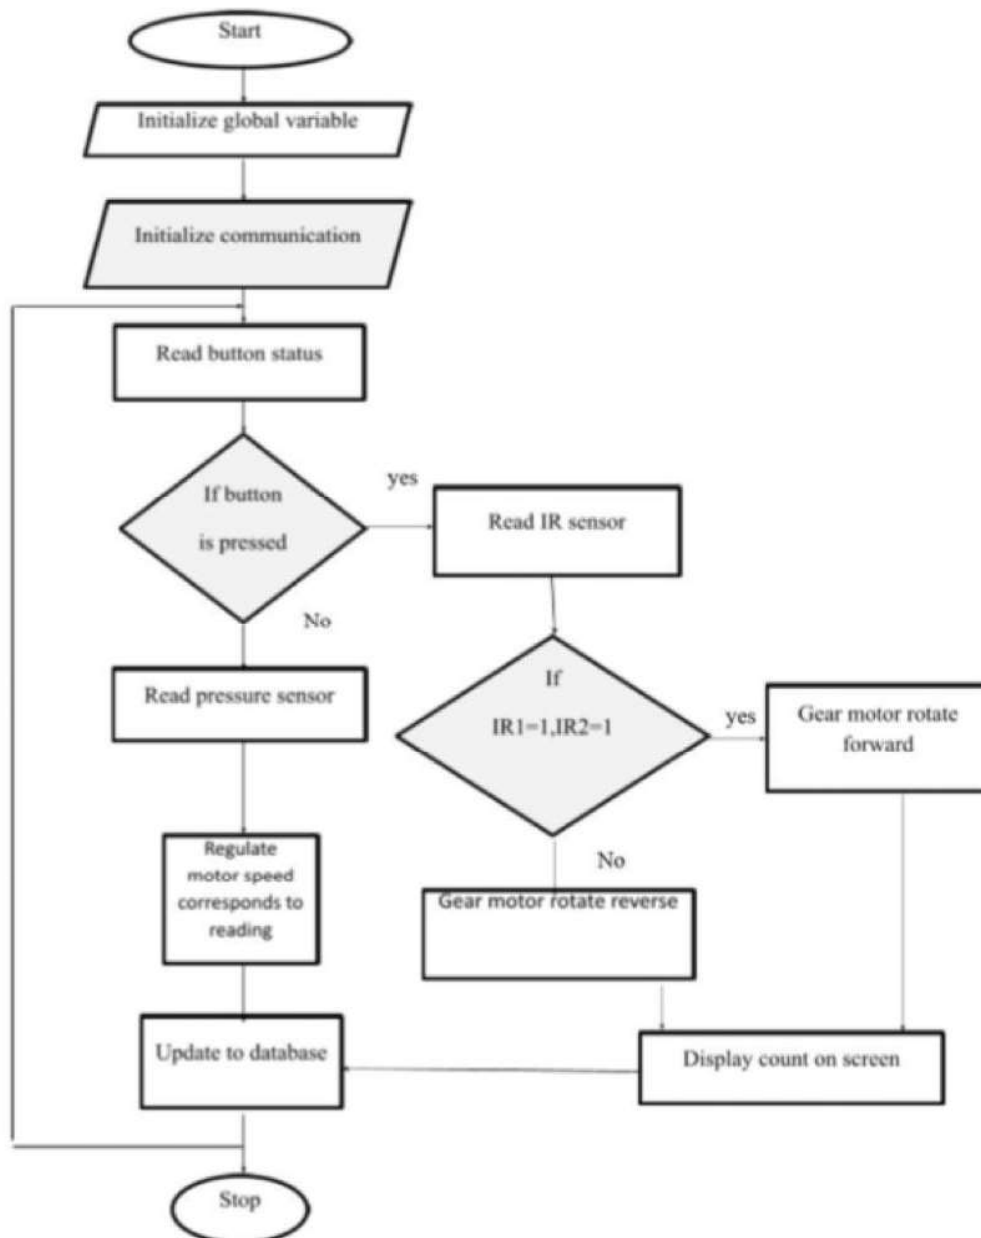 Start
Initialize global variable
Initialize communication
Read button status
If button
is pressed
yes
Read IR sensor
No
Read pressure sensor
If
IR1=1,IR2=1
yes
Gear motor rotate
forward
No
Gear motor rotate reverse
Regulate
motor speed
corresponds to
reading
Update to database
Display count on screen
Stop